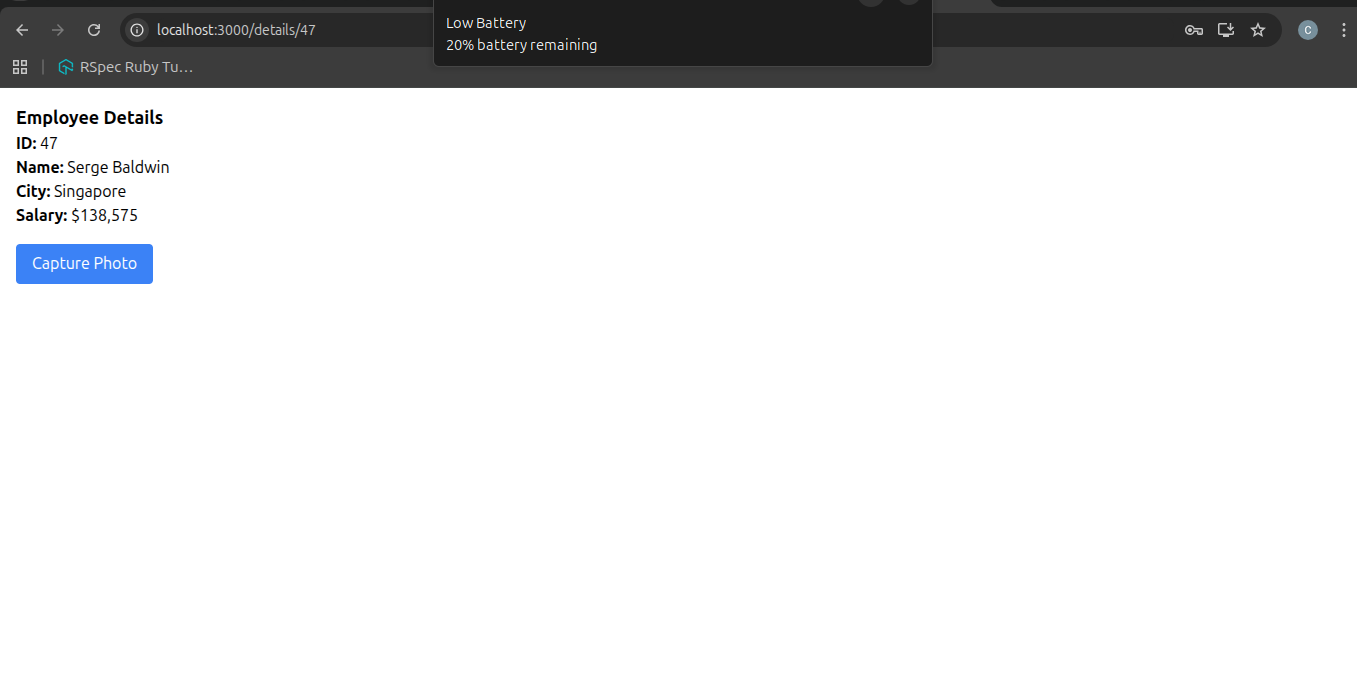 Low Battery
20% battery remaining
localhost:3000/details/47
C
RSpec Ruby Tu…
Employee Details
ID: 47
Name: Serge Baldwin
City: Singapore
Salary: $138,575
Capture Photo